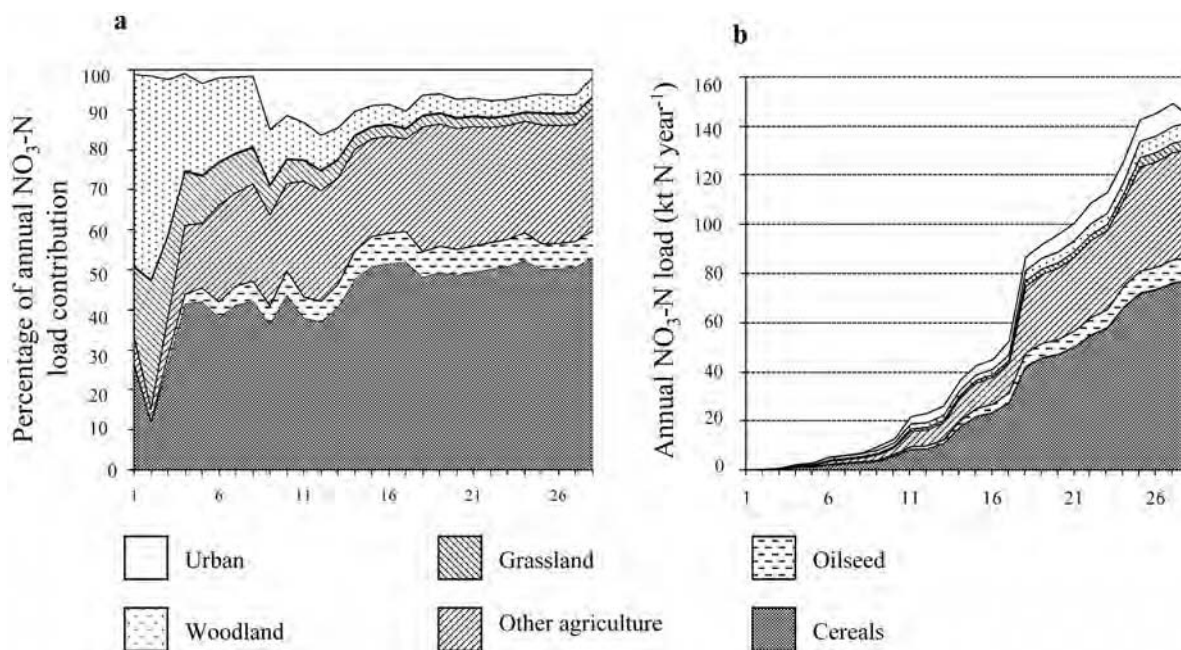 a
Percentage of annual NO₃-N.
load contribution
100
90
80
70
60
50
40
30
20
10
0
1 6 11 16 21 26
b
Annual NO₃-N load (kt N year⁻¹)
160
140
120
100
80
60
40
20
0
1 6 11 16 21 26
Urban Grassland Oilseed
Woodland Other agriculture Cereals